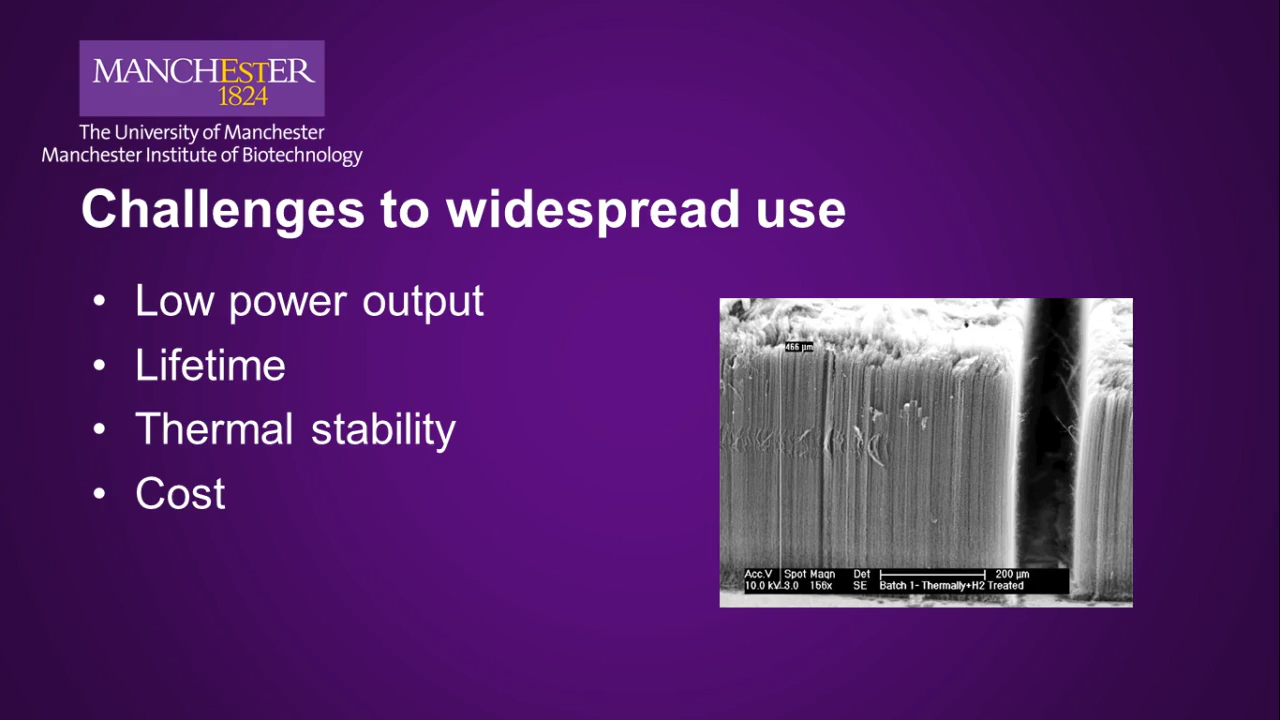 MANCHESTER
1824
The University of Manchester
Manchester Institute of Biotechnology
Challenges to widespread use
• Low power output
• Lifetime
• Thermal stability
• Cost
466 µm
Acc.V Spot Magn Det 200 µm
10.0 kV 3.0 156x SE Batch 1- Thermally+H2 Treated